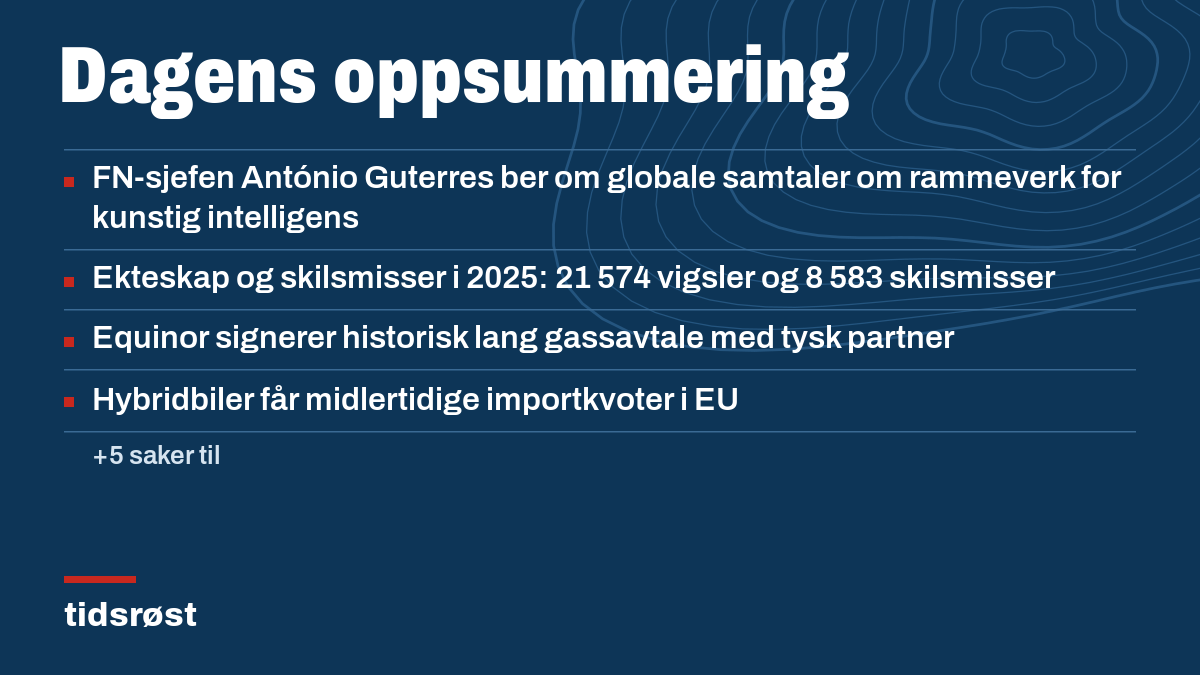 Dagens oppsummering
FN-sjefen António Guterres ber om globale samtaler om rammeverk for
kunstig intelligens
Ekteskap og skilsmisser i 2025: 21 574 vigsler og 8 583 skilsmisser
Equinor signerer historisk lang gassavtale med tysk partner
Hybridbiler får midlertidige importkvoter i EU
+5 saker til
tidsrøst